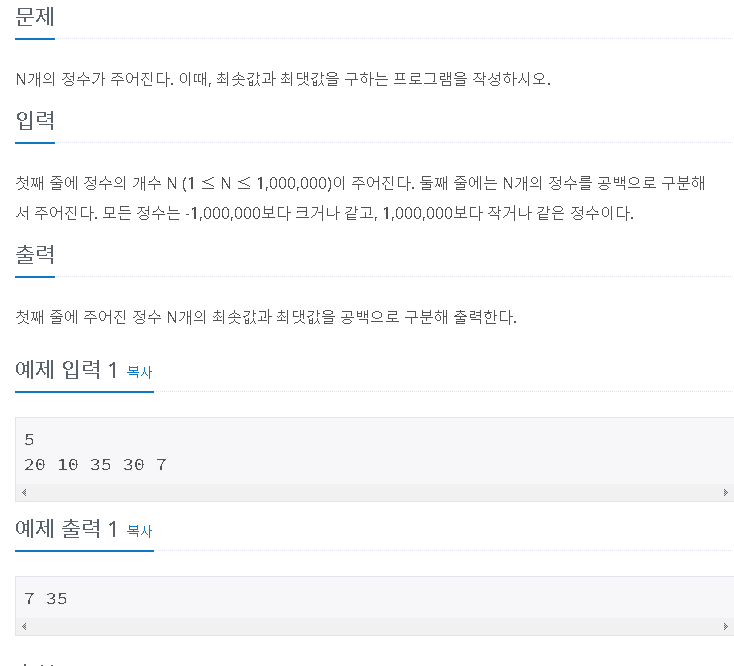 문제
N개의 정수가 주어진다. 이때, 최솟값과 최댓값을 구하는 프로그램을 작성하시오.
입력
첫째 줄에 정수의 개수 N (1 ≤ N ≤ 1,000,000)이 주어진다. 둘째 줄에는 N개의 정수를 공백으로 구분해
서 주어진다. 모든 정수는 -1,000,000보다 크거나 같고, 1,000,000보다 작거나 같은 정수이다.
출력
첫째 줄에 주어진 정수 N개의 최솟값과 최댓값을 공백으로 구분해 출력한다.
예제 입력 1 복사
5
20 10 35 30 7
예제 출력 1 복사
7 35